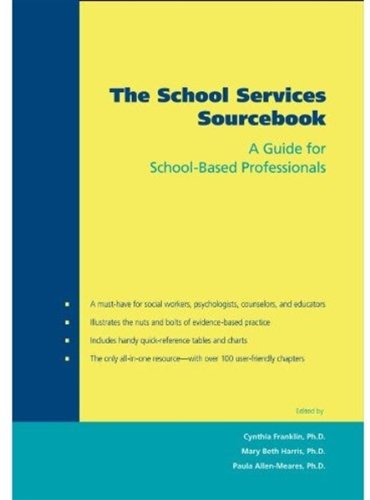 The School Services
Sourcebook
A Guide for
School-Based Professionals
A must-have for social workers, psychologists, counselors, and educators
Illustrates the nuts and bolts of evidence-based practice
Includes handy quick-reference tables and charts
The only all-in-one resource—with over 100 user-friendly chapters
Edited by
Cynthia Franklin, Ph.D.
Mary Beth Harris, Ph.D.
Paula Allen-Meares, Ph.D.